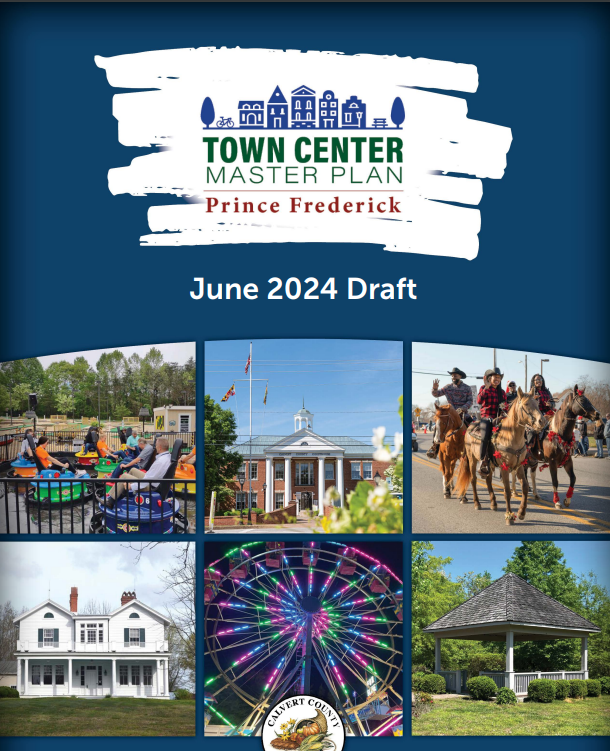 TOWN CENTER
MASTER PLAN
Prince Frederick
June 2024 Draft
CALVERT COUNTY